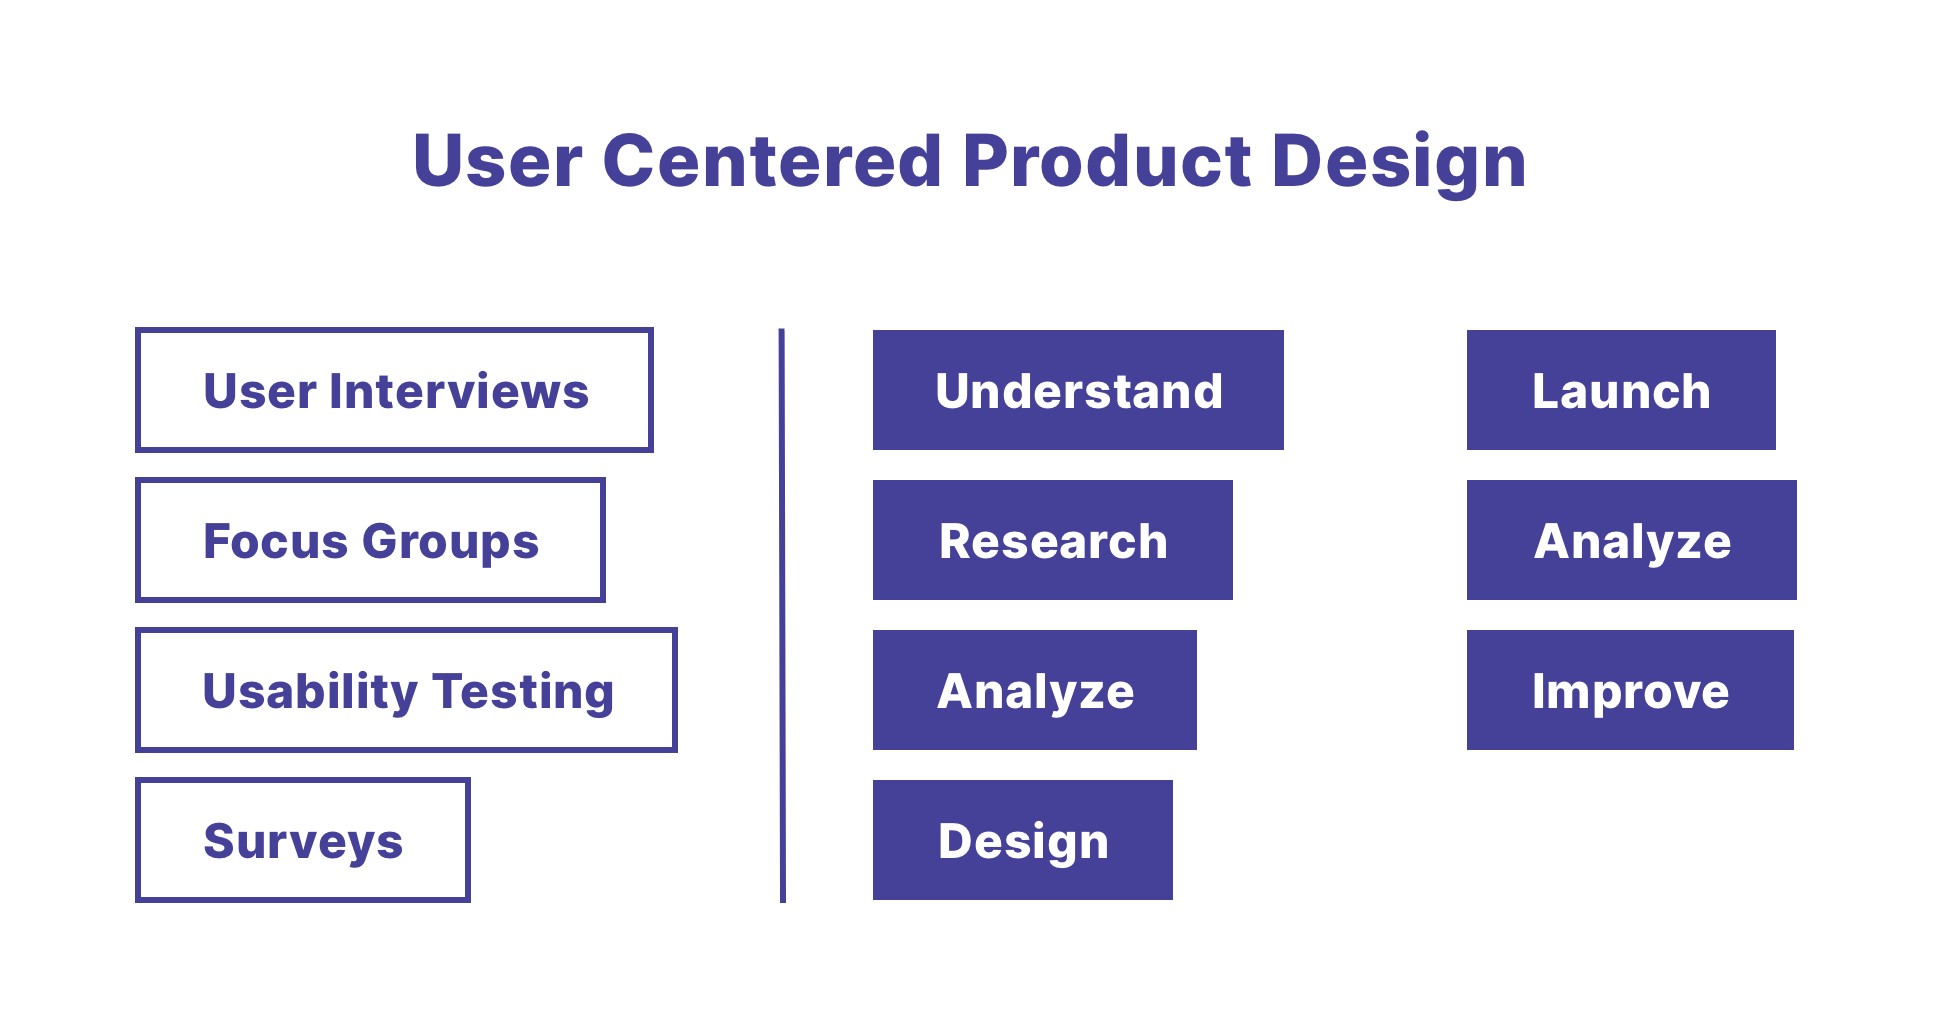 User Centered Product Design
User Interviews
Focus Groups
Usability Testing
Surveys
Understand
Research
Analyze
Design
Launch
Analyze
Improve